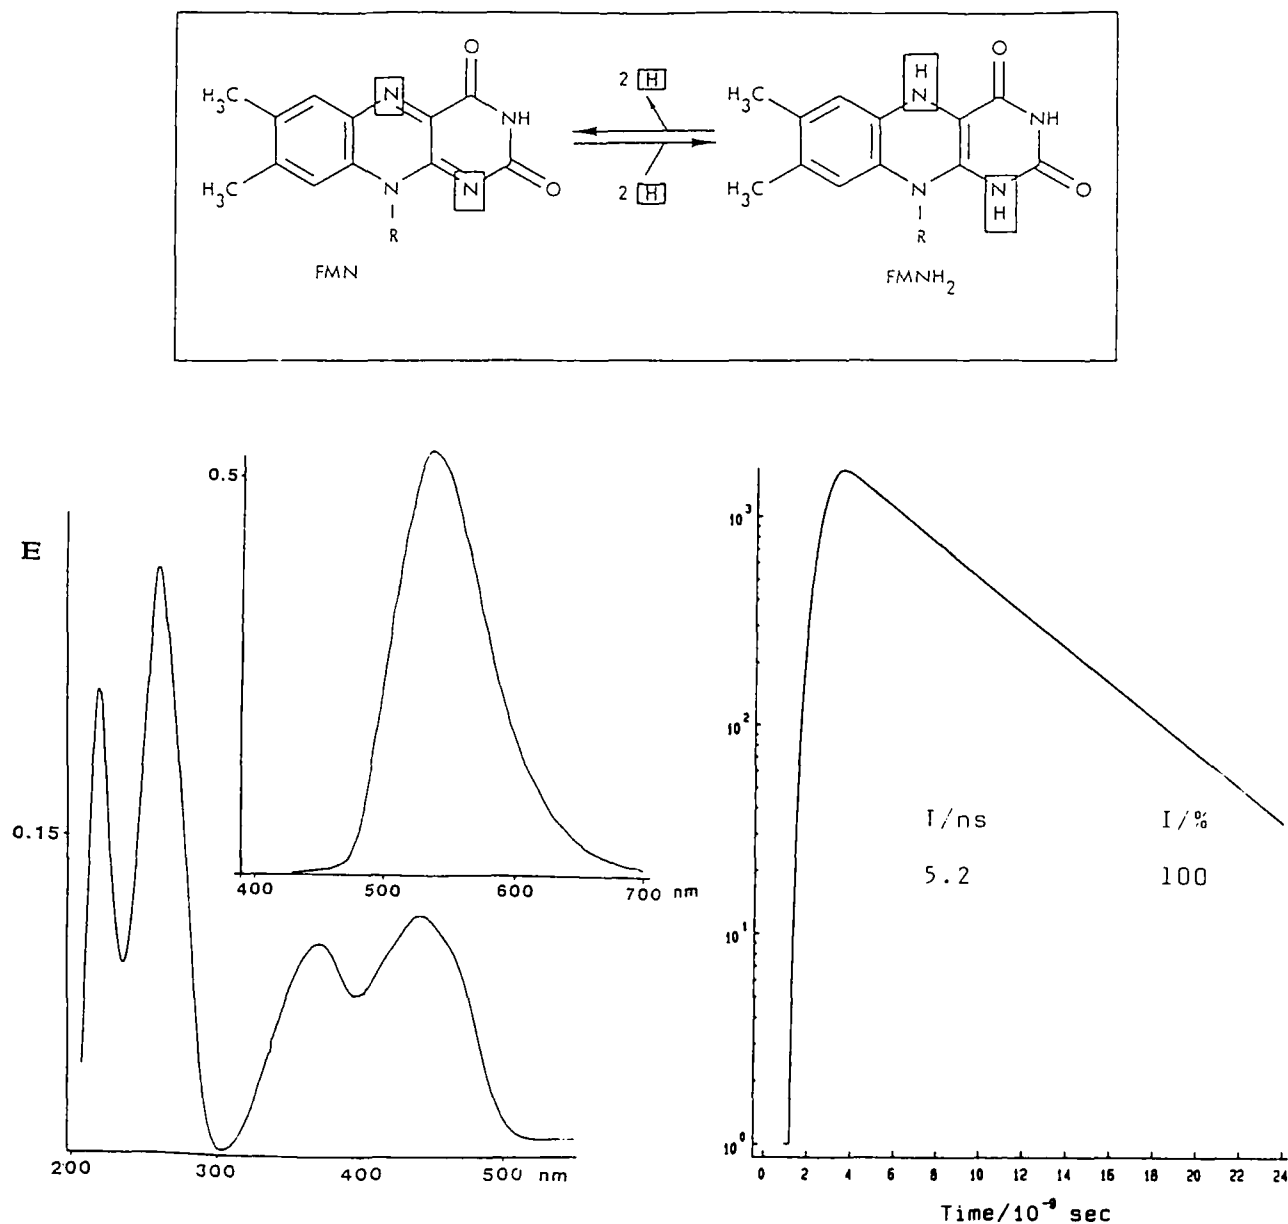 O
O
H
2 H
H₃C
N
NH
H₃C
N
NH
H₃C
N
N
O
2 H
H₃C
N
N
H
O
R
R
FMN
FMNH₂
0.5
E
10³
10²
0.15
T/ns
I/%
5.2
100
400
500
600
700 nm
10¹
10⁰
200
300
400
500 nm
0 2 4 6 8 10 12 14 16 18 20 22 24
Time/10⁻⁹ sec